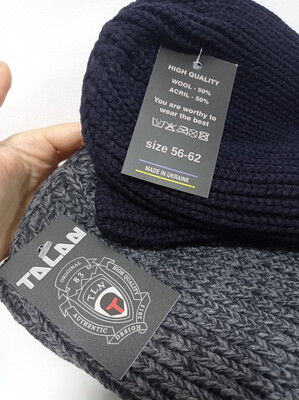 HIGH QUALITY
WOOL - 50%
ACRIL - 50%
You are worthy to
wear the best
size 56-62
MADE IN UKRAINE
TALAN
ORIGINAL
HIGH QUALITY
83
TLN
T
AUTHENTIC
DESIGN